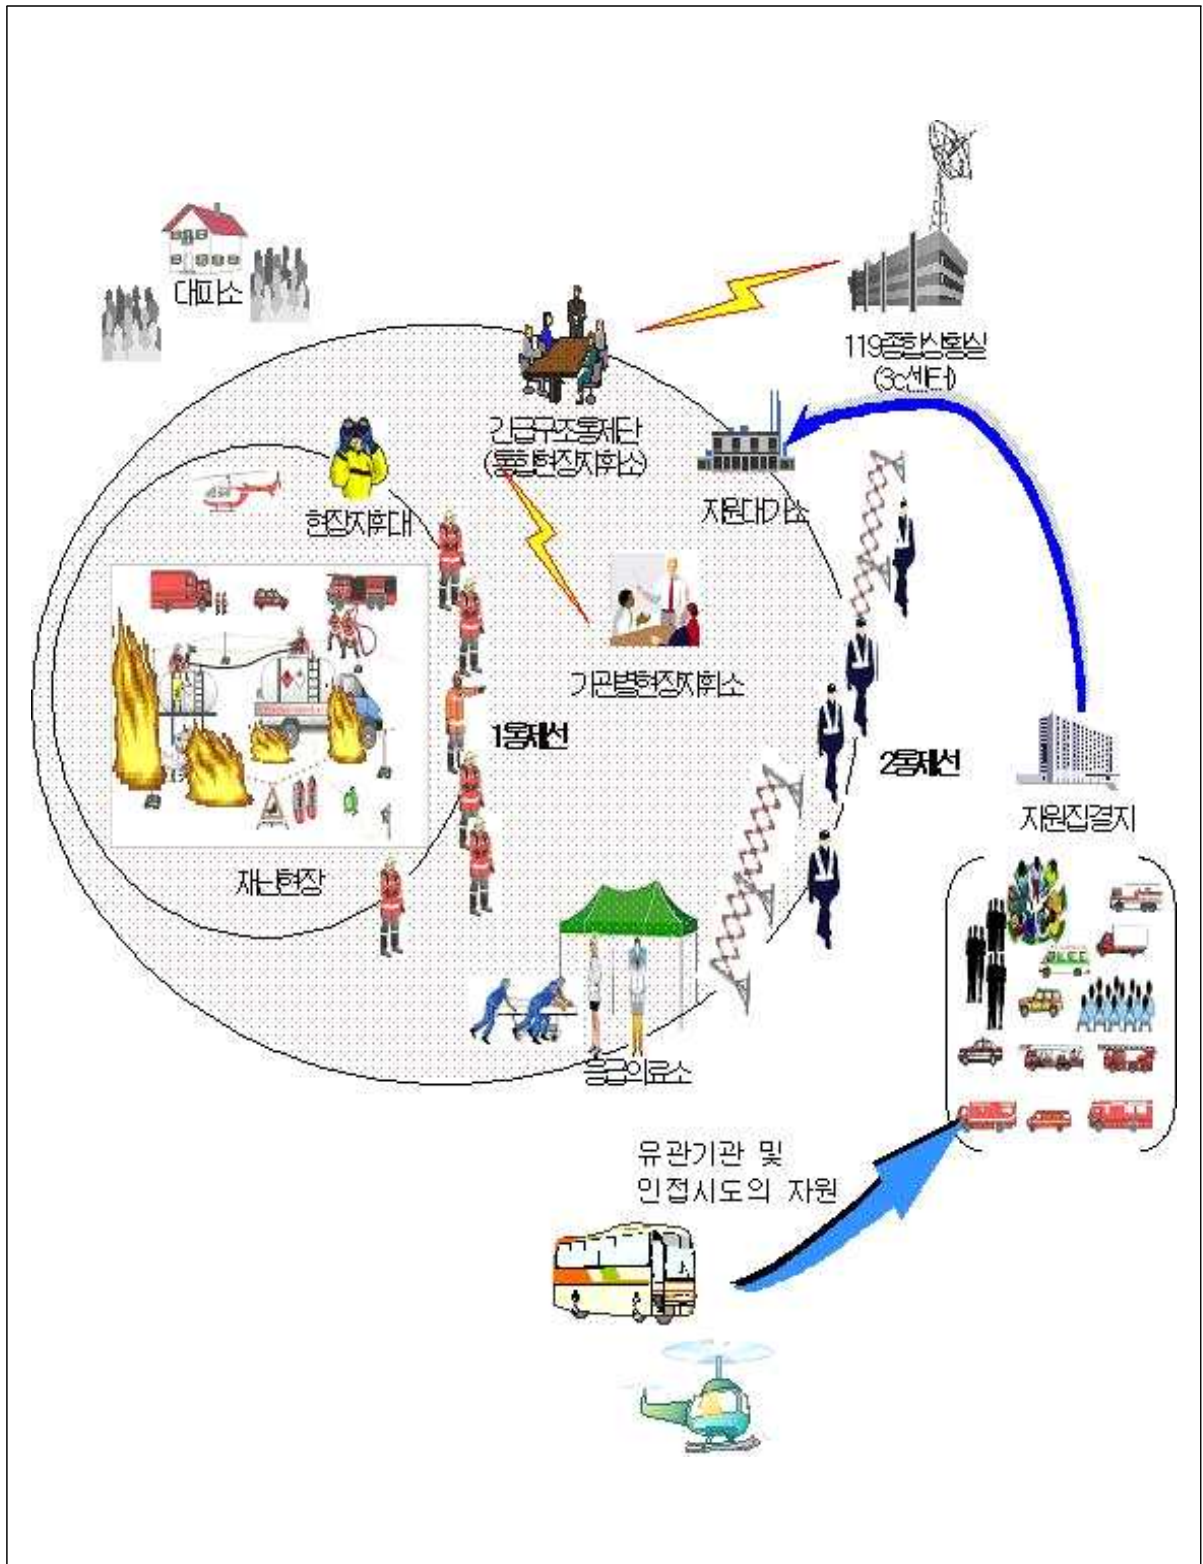 대피소
119종합상황실
(3c센터)
긴급구조통제단
(통합현장지휘소)
자원대기소
현장지휘대
기관별현장지휘소
1통제선
2통제선
자원집결지
재난현장
응급의료소
유관기관 및
인접시도의 자원